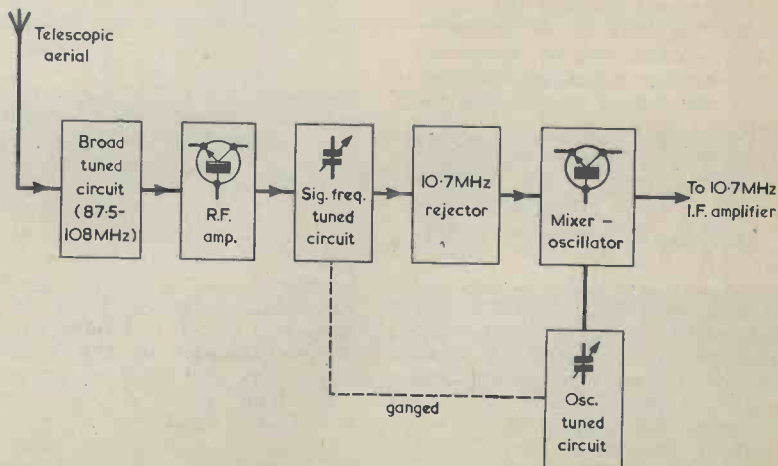 Telescopic
aerial
Broad
tuned
circuit
(87·5-
108MHz)
R.F.
amp.
Sig. freq.
tuned
circuit
10·7MHz
rejector
Mixer –
oscillator
To 10·7MHz
I.F. amplifier
ganged
Osc.
tuned
circuit